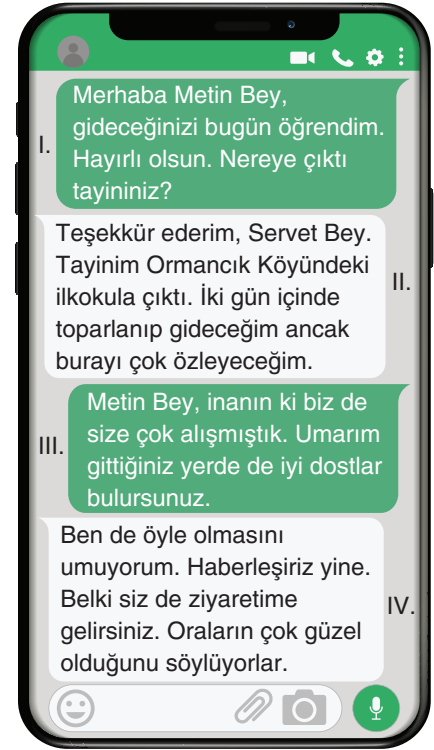 I.
Merhaba Metin Bey,
gideceğinizi bugün öğrendim.
Hayırlı olsun. Nereye çıktı
tayininiz?
II.
Teşekkür ederim, Servet Bey.
Tayinim Ormancık Köyündeki
ilkokula çıktı. İki gün içinde
toparlanıp gideceğim ancak
burayı çok özleyeceğim.
III.
Metin Bey, inanın ki biz de
size çok alışmıştık. Umarım
gittiğiniz yerde de iyi dostlar
bulursunuz.
IV.
Ben de öyle olmasını
umuyorum. Haberleşiriz yine.
Belki siz de ziyaretime
gelirsiniz. Oraların çok güzel
olduğunu söylüyorlar.